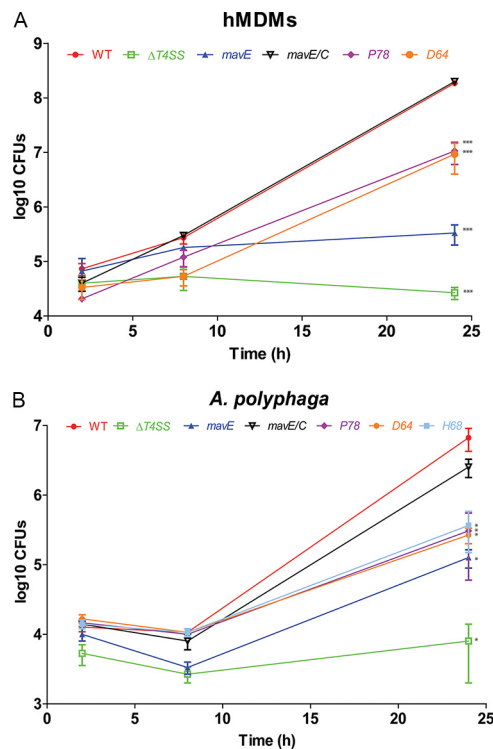 A
hMDMs
WT ΔT4SS mavE mavE/C P78 D64
log10 CFUs
9
8
7
6
5
4
***
***
***
***
0 5 10 15 20 25
Time (h)
B
A. polyphaga
WT ΔT4SS mavE mavE/C P78 D64 H68
log10 CFUs
7
6
5
4
3
*
*
*
*
*
0 5 10 15 20 25
Time (h)